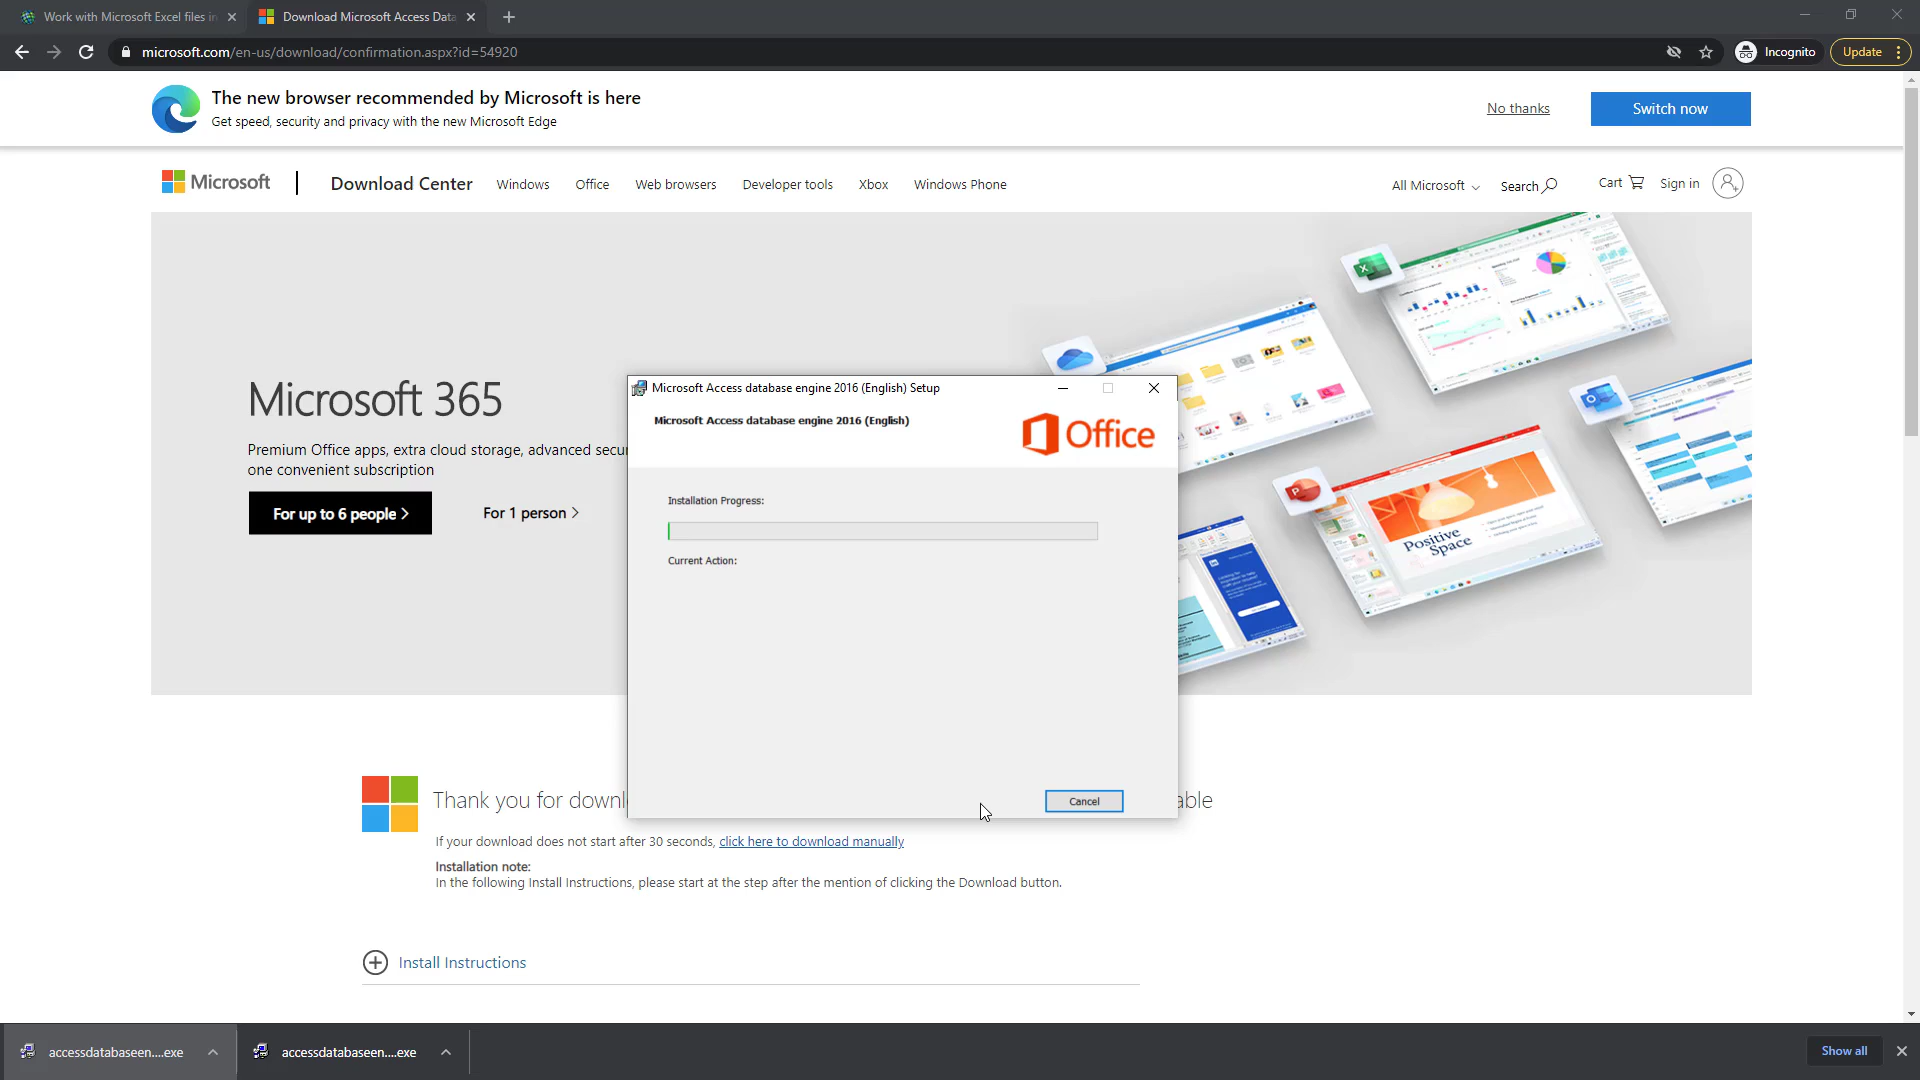 Work with Microsoft Excel files in
Download Microsoft Access Data
microsoft.com/en-us/download/confirmation.aspx?id=54920
Incognito
Update
The new browser recommended by Microsoft is here
Get speed, security and privacy with the new Microsoft Edge
No thanks
Switch now
Microsoft
Download Center
Windows
Office
Web browsers
Developer tools
Xbox
Windows Phone
All Microsoft
Search
Cart
Sign in
Microsoft 365
Premium Office apps, extra cloud storage, advanced secu
one convenient subscription
For up to 6 people >
For 1 person >
Positive
Space
Microsoft Access database engine 2016 (English) Setup
Microsoft Access database engine 2016 (English)
Office
Installation Progress:
Current Action:
Cancel
Thank you for downl
able
If your download does not start after 30 seconds, click here to download manually
Installation note:
In the following Install Instructions, please start at the step after the mention of clicking the Download button.
Install Instructions
accessdatabaseen....exe
accessdatabaseen....exe
Show all